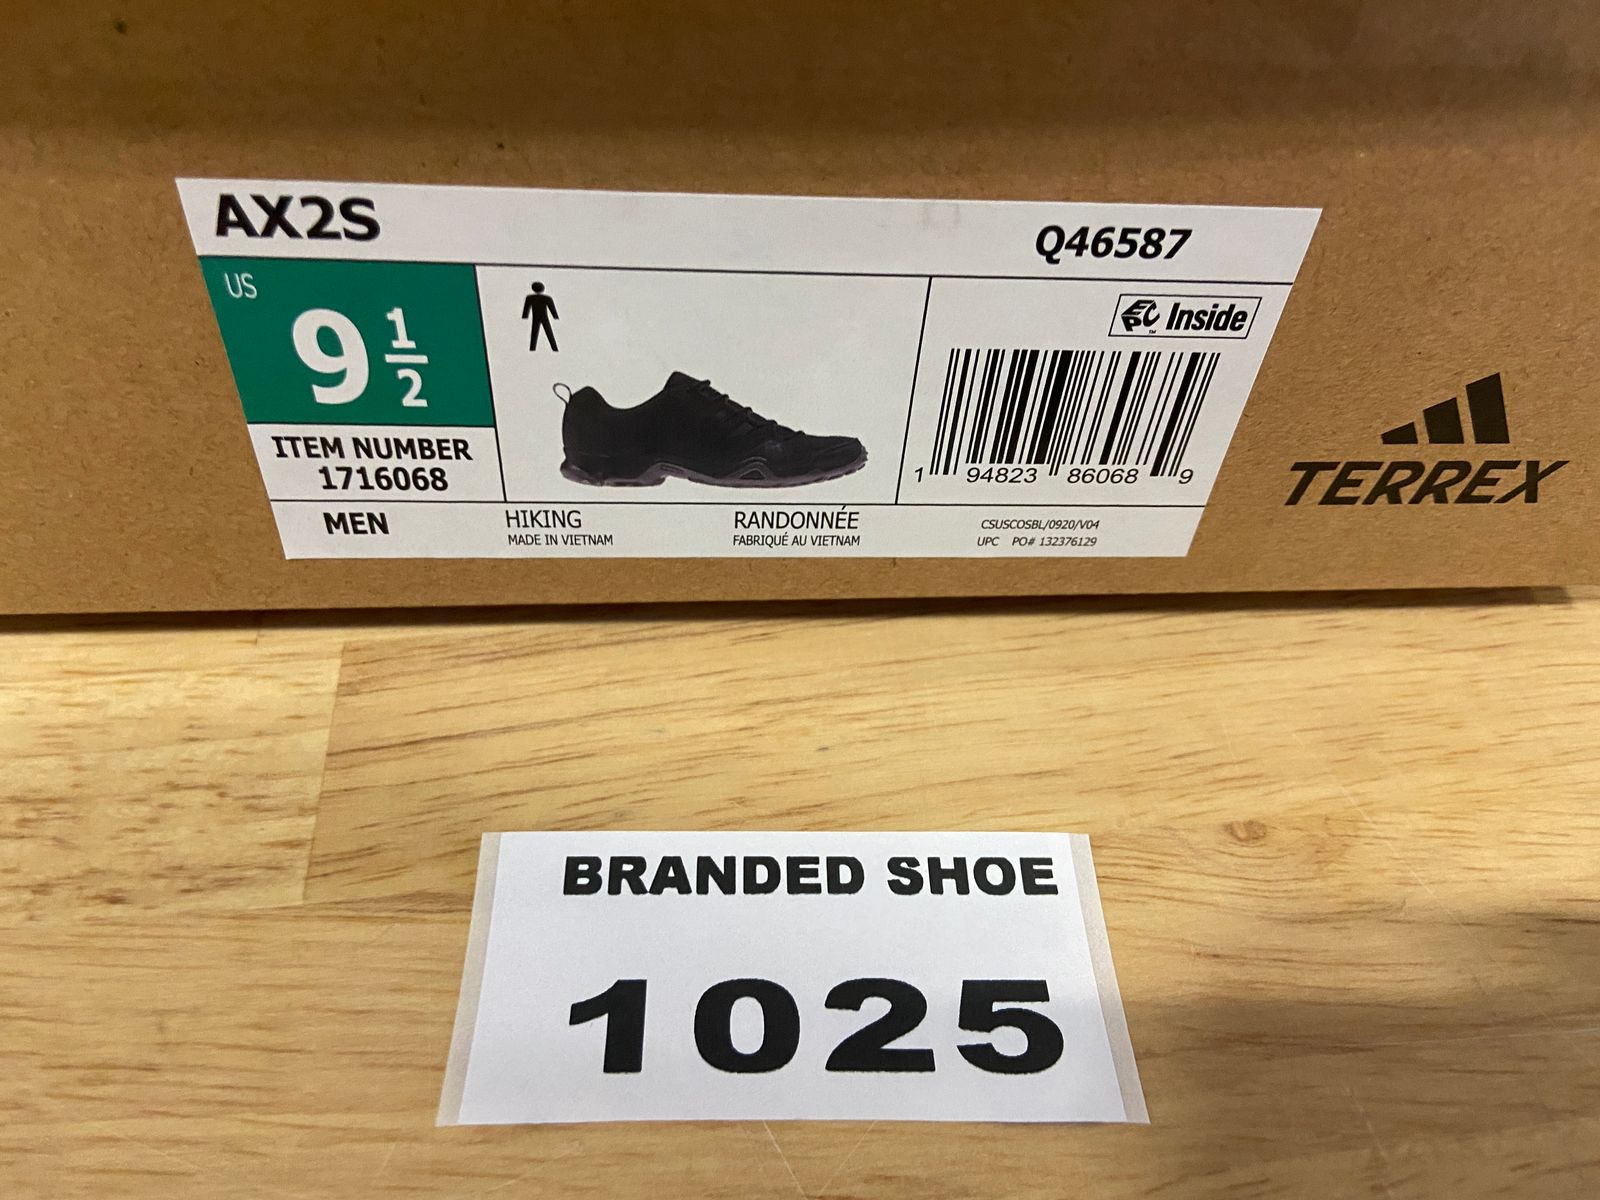 AX2S
Q46587
US
9 1/2
EPC Inside
ITEM NUMBER
1716068
1 94823 86068 9
MEN
HIKING
MADE IN VIETNAM
RANDONNÉE
FABRIQUÉ AU VIETNAM
CSUSCOSBL/0920/V04
UPC PO# 132376129
TERREX
BRANDED SHOE
1025